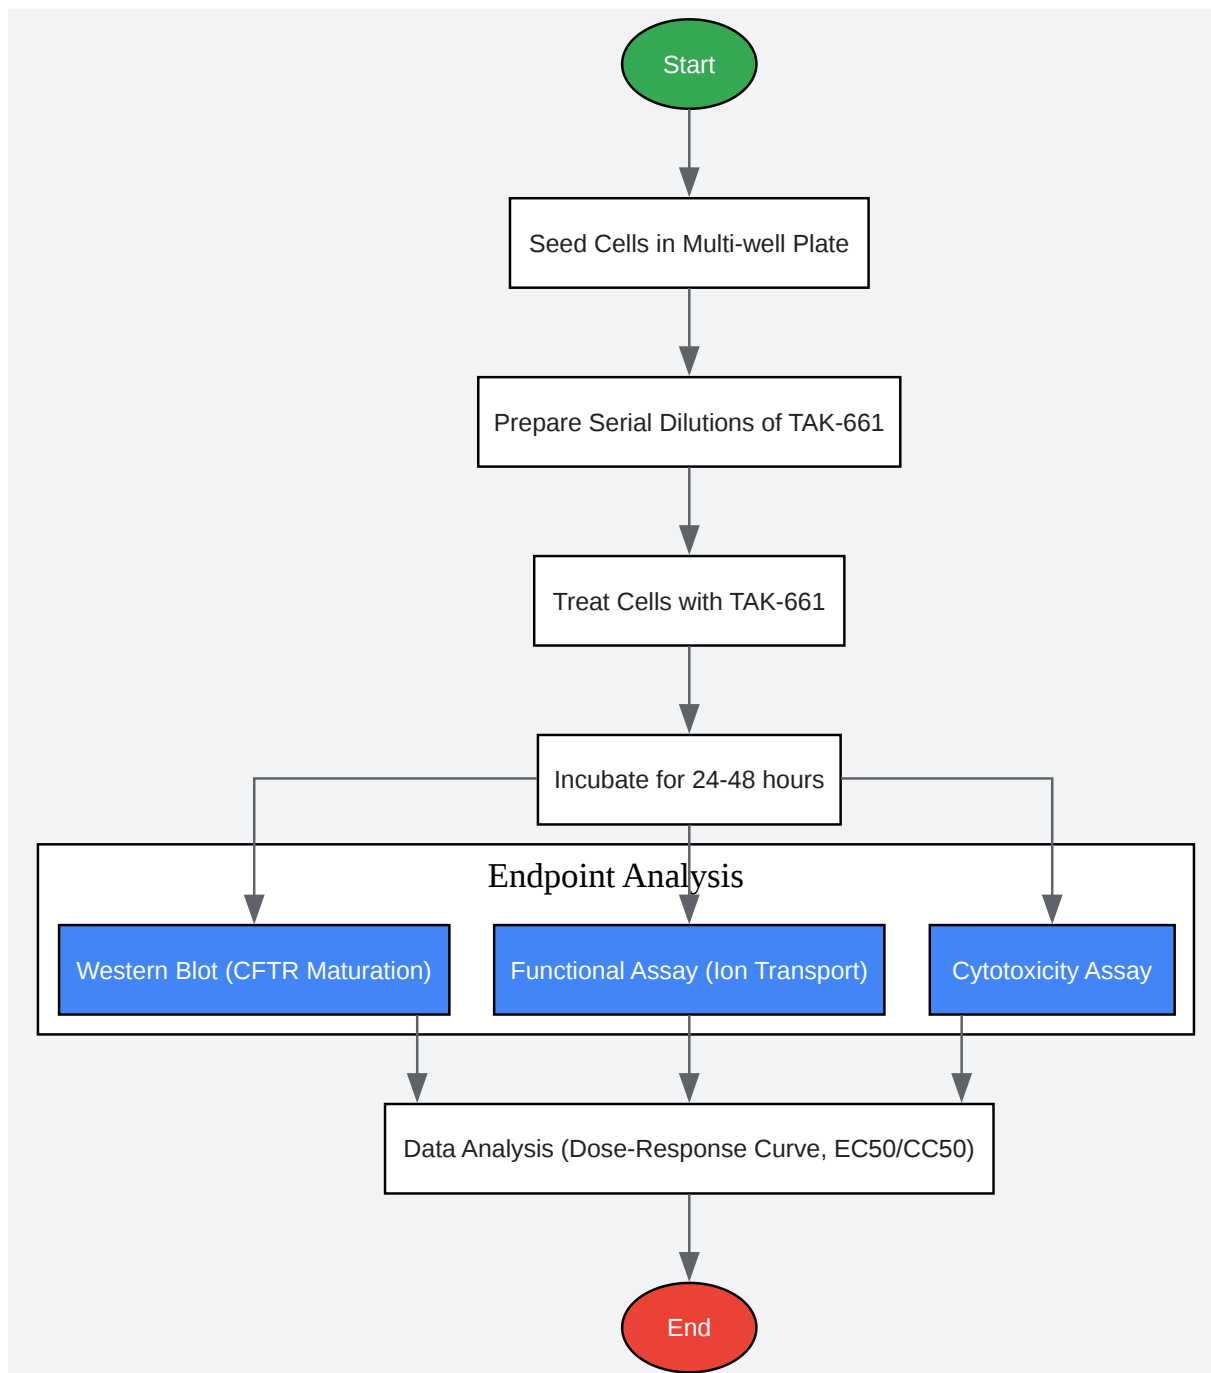 Start
Seed Cells in Multi-well Plate
Prepare Serial Dilutions of TAK-661
Treat Cells with TAK-661
Incubate for 24-48 hours
Endpoint Analysis
Western Blot (CFTR Maturation)
Functional Assay (Ion Transport)
Cytotoxicity Assay
Data Analysis (Dose-Response Curve, EC50/CC50)
End